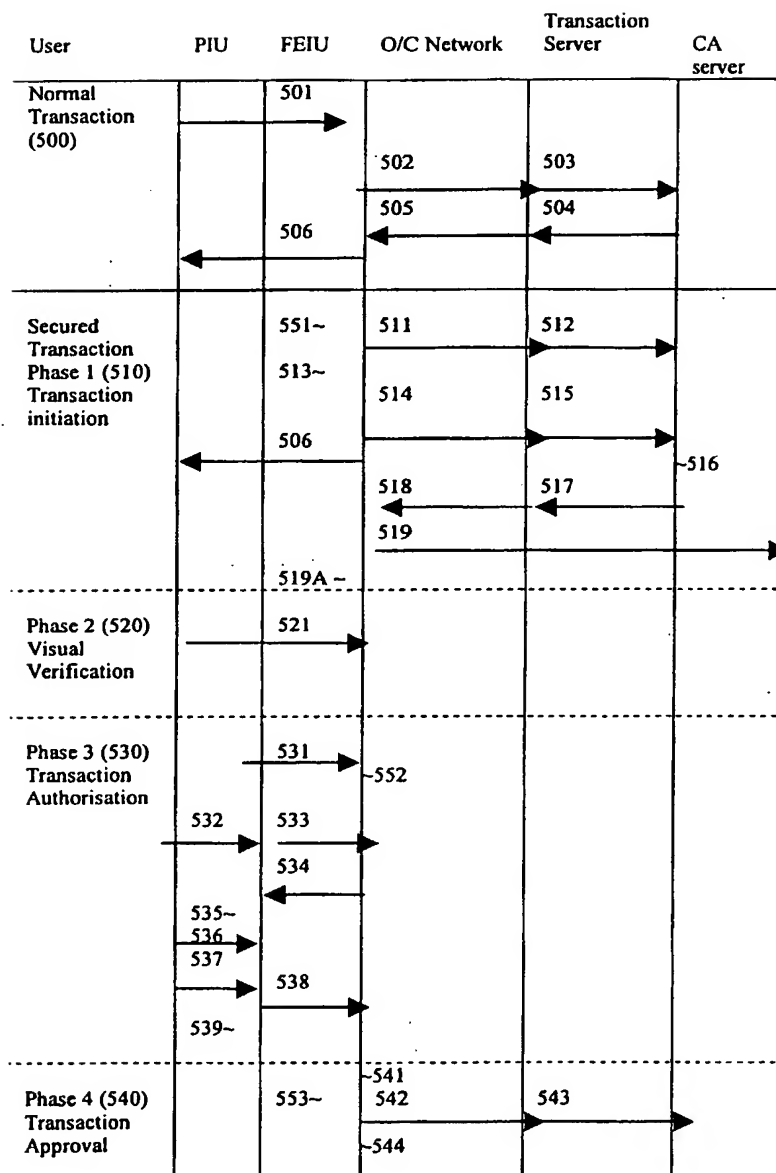 User PIU FEIU O/C Network Transaction Server CA server
Normal 501
Transaction
(500)
502 503
506 505 504
Secured 551~ 511 512
Transaction
Phase 1 (510) 513~
Transaction 514 515
initiation
506
~516
518 517
519
519A ~
Phase 2 (520) 521
Visual
Verification
Phase 3 (530) 531
Transaction ~552
Authorisation
532 533
534
535~
536
537
538
539~
~541
Phase 4 (540) 553~ 542 543
Transaction
Approval ~544